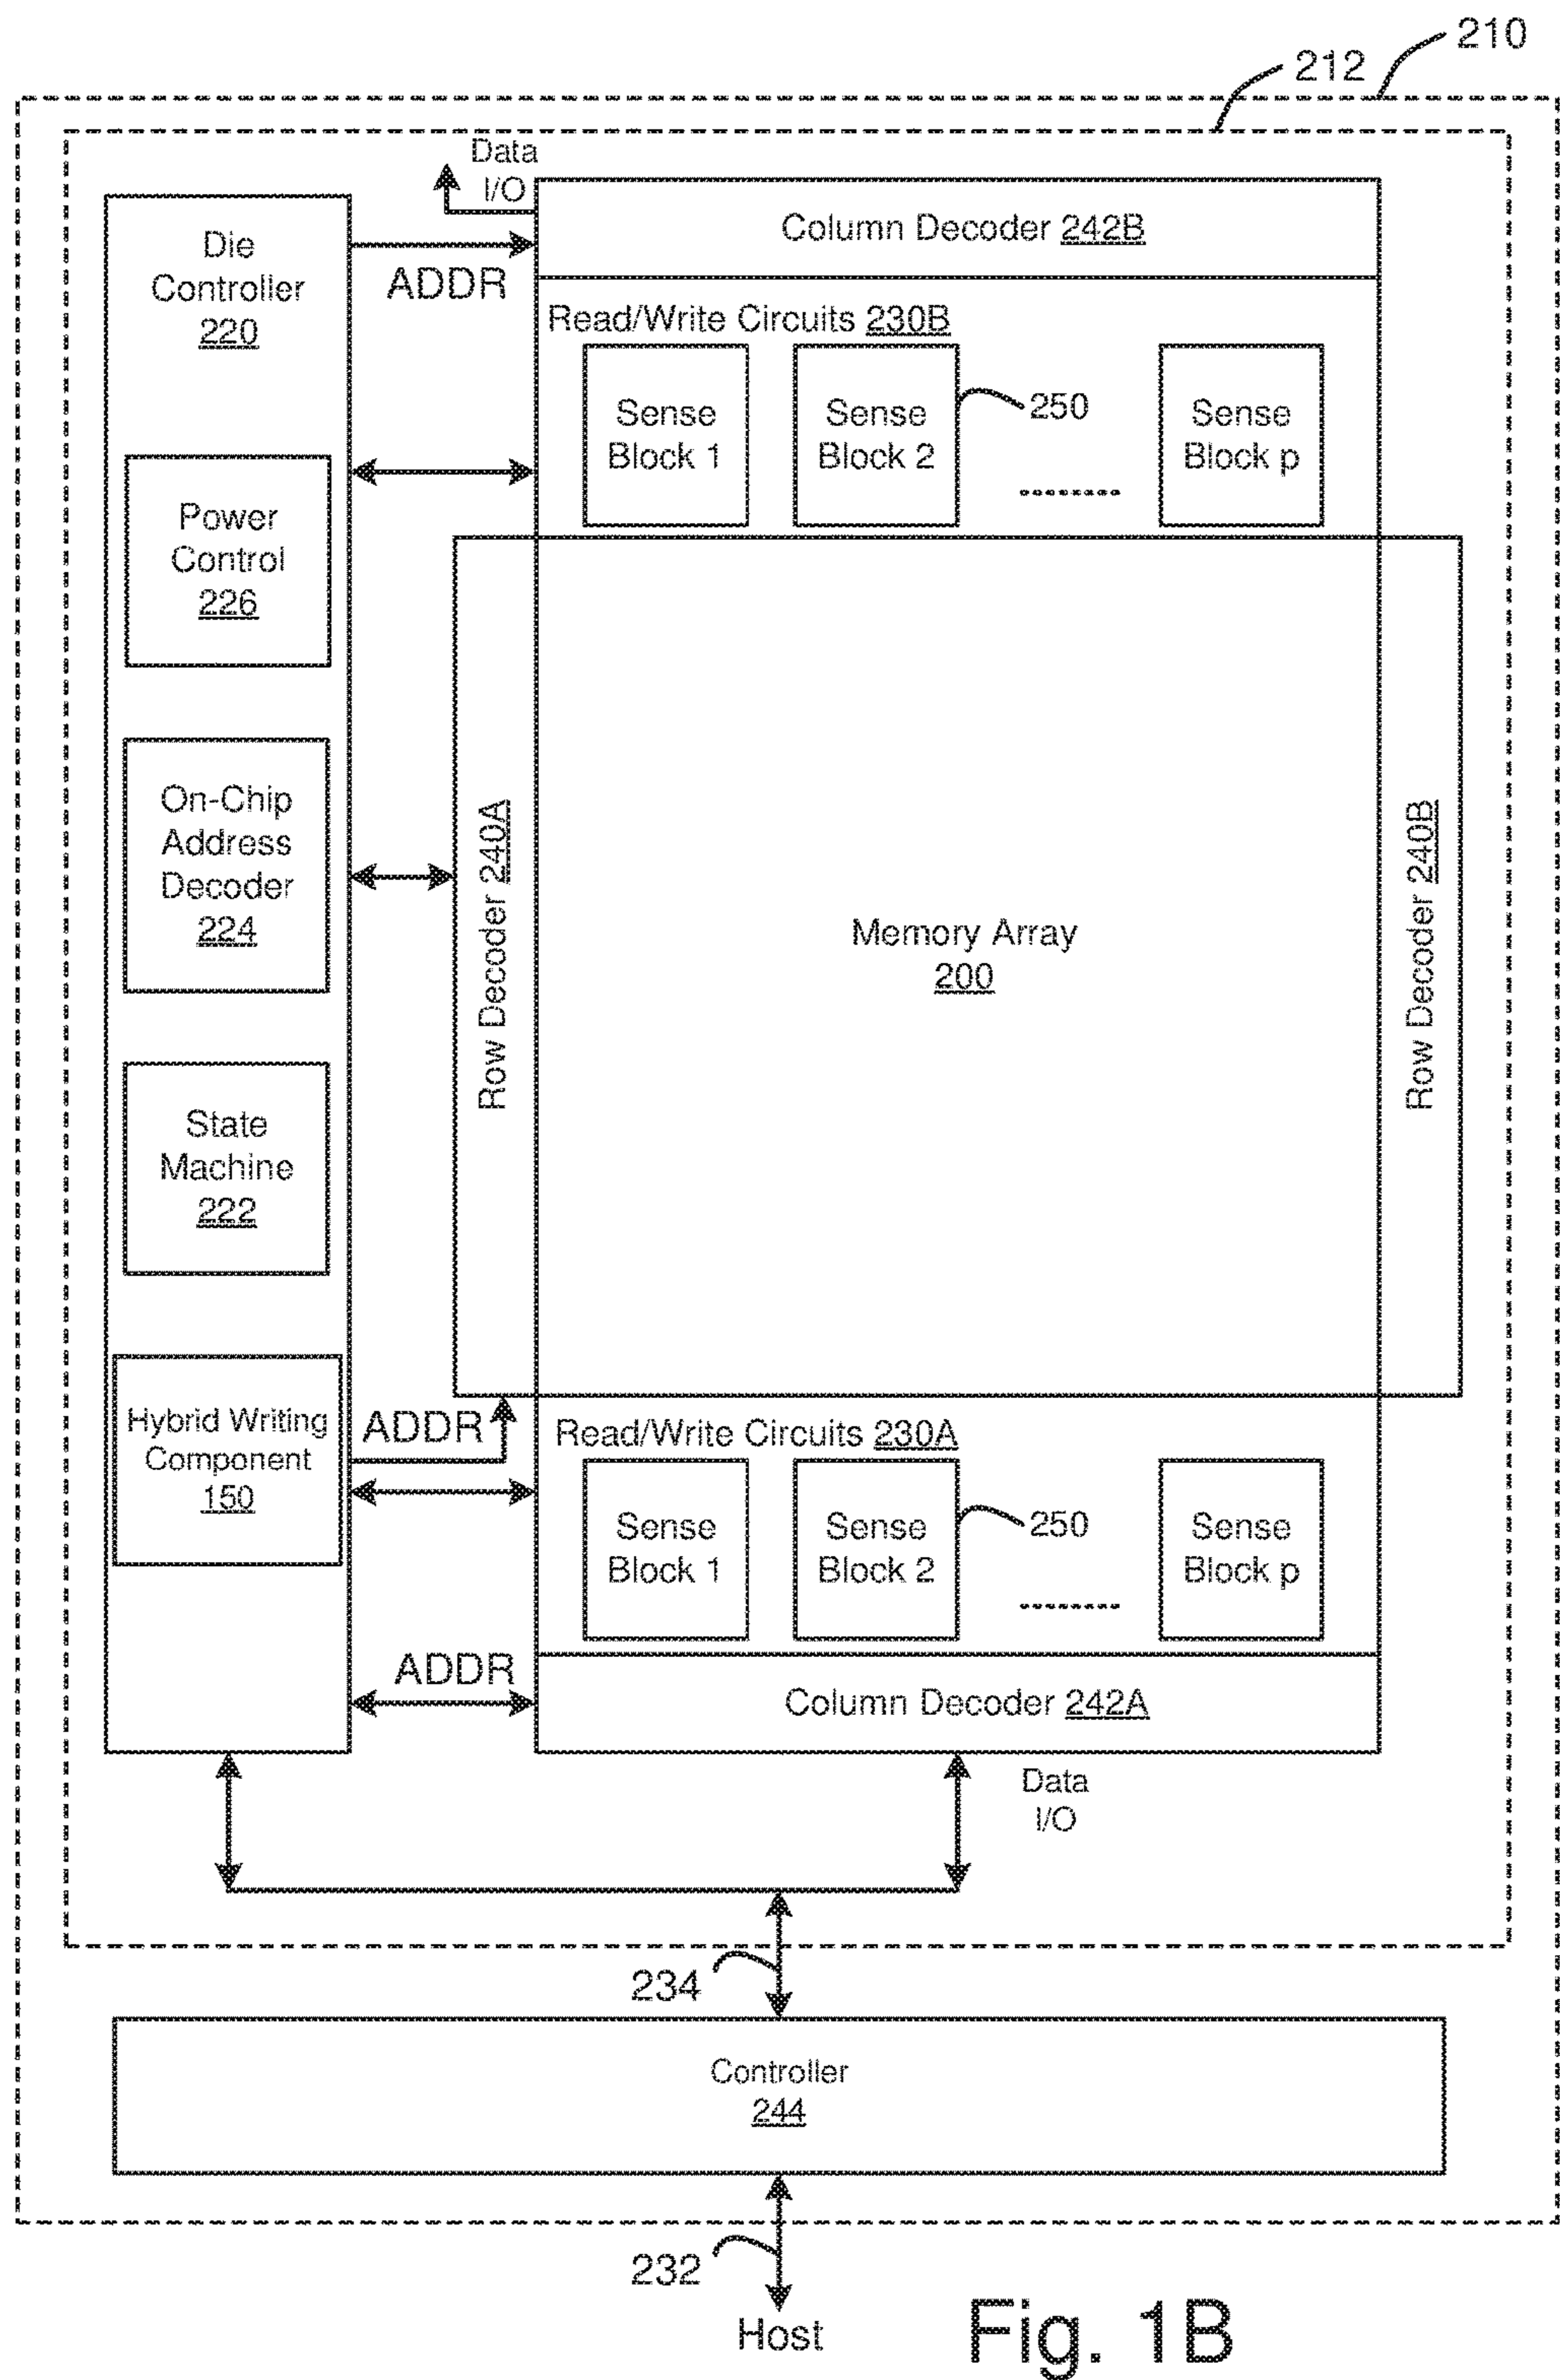 210
212
Data
I/O
Column Decoder 242B
Die
Controller
220
ADDR
Read/Write Circuits 230B
Sense
Block 1
Sense
Block 2
250
Sense
Block p
Power
Control
226
On-Chip
Address
Decoder
224
Row Decoder 240A
Memory Array
200
Row Decoder 240B
State
Machine
222
Hybrid Writing
Component
150
ADDR
Read/Write Circuits 230A
Sense
Block 1
Sense
Block 2
250
Sense
Block p
ADDR
Column Decoder 242A
Data
I/O
234
Controller
244
232
Host
Fig. 1B